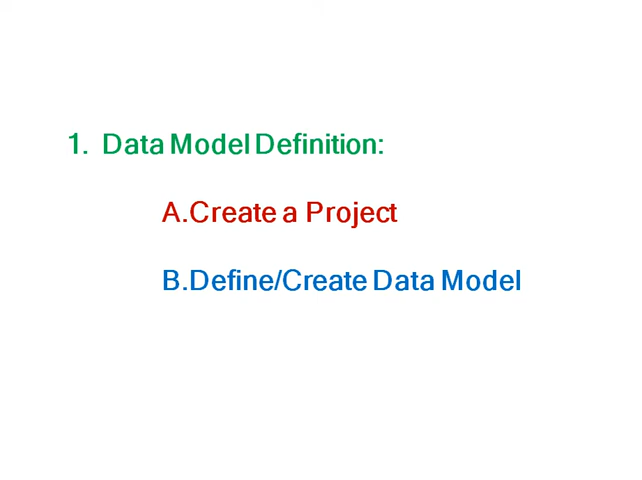 1. Data Model Definition:
A.Create a Project
B.Define/Create Data Model